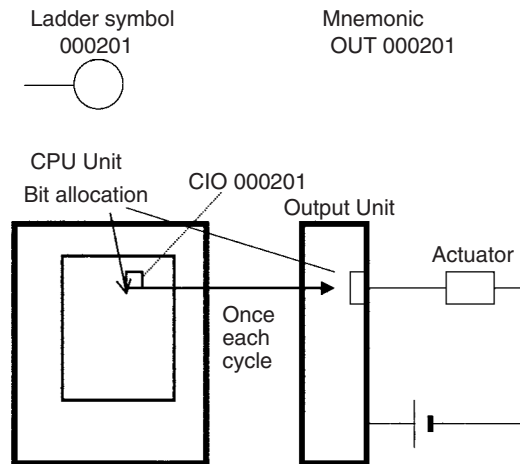 Ladder symbol
000201
Mnemonic
OUT 000201
CPU Unit
Bit allocation
CIO 000201
Output Unit
Actuator
Once
each
cycle